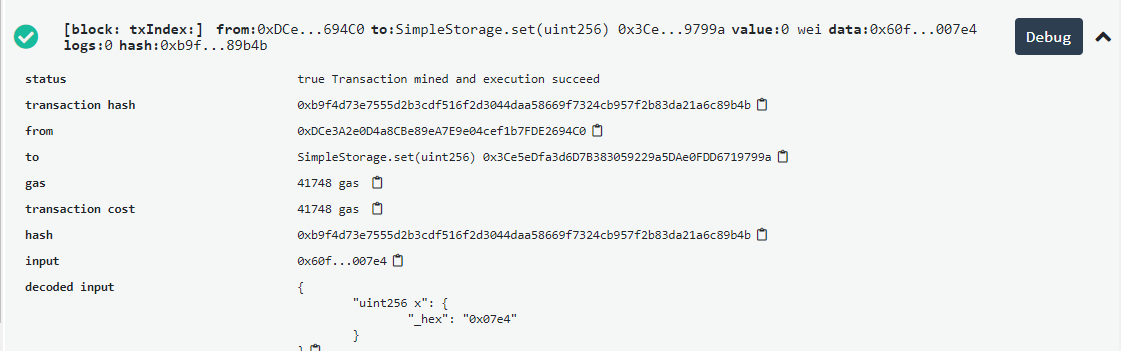 [block: txIndex:] from:0xDCe...694C0 to:SimpleStorage.set(uint256) 0x3Ce...9799a value:0 wei data:0x60f...007e4
logs:0 hash:0xb9f...89b4b
Debug
status true Transaction mined and execution succeed
transaction hash 0xb9f4d73e7555d2b3cdf516f2d3044daa58669f7324cb957f2b83da21a6c89b4b
from 0xDCe3A2e0D4a8CBe89eA7E9e04cef1b7FDE2694C0
to SimpleStorage.set(uint256) 0x3Ce5eDfa3d6D7B383059229a5DAe0FDD6719799a
gas 41748 gas
transaction cost 41748 gas
hash 0xb9f4d73e7555d2b3cdf516f2d3044daa58669f7324cb957f2b83da21a6c89b4b
input 0x60f...007e4
decoded input {
"uint256 x": {
"_hex": "0x07e4"
}
}